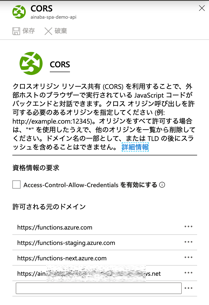 CORS
ainaba-spa-demo-api
保存
破棄
CORS
クロスオリジン リソース共有 (CORS) を利用することで、外
部ホストのブラウザーで実行されている JavaScript コードが
バックエンドと対話できます。クロス オリジン呼び出しを許
可する必要のあるオリジンを指定してください (例:
http://example.com:12345)。オリジンをすべて許可する場合
は、"*" を使用したうえで、他のオリジンを一覧から削除して
ください。ドメイン名の一部として、または TLD の後にスラ
ッシュを含めることはできません。詳細情報
資格情報の要求
Access-Control-Allow-Credentials を有効にする
許可される元のドメイン
https://functions.azure.com
https://functions-staging.azure.com
https://functions-next.azure.com